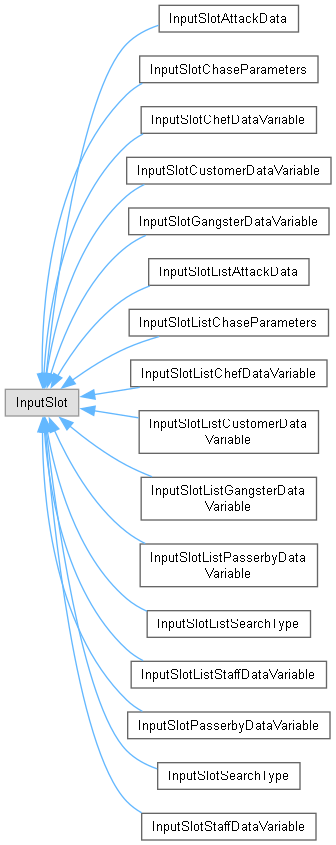 InputSlotAttackData
InputSlotChaseParameters
InputSlotChefDataVariable
InputSlotCustomerDataVariable
InputSlotGangsterDataVariable
InputSlotListAttackData
InputSlotListChaseParameters
InputSlotListChefDataVariable
InputSlot
InputSlotListCustomerData
Variable
InputSlotListGangsterData
Variable
InputSlotListPasserbyData
Variable
InputSlotListSearchType
InputSlotListStaffDataVariable
InputSlotPasserbyDataVariable
InputSlotSearchType
InputSlotStaffDataVariable